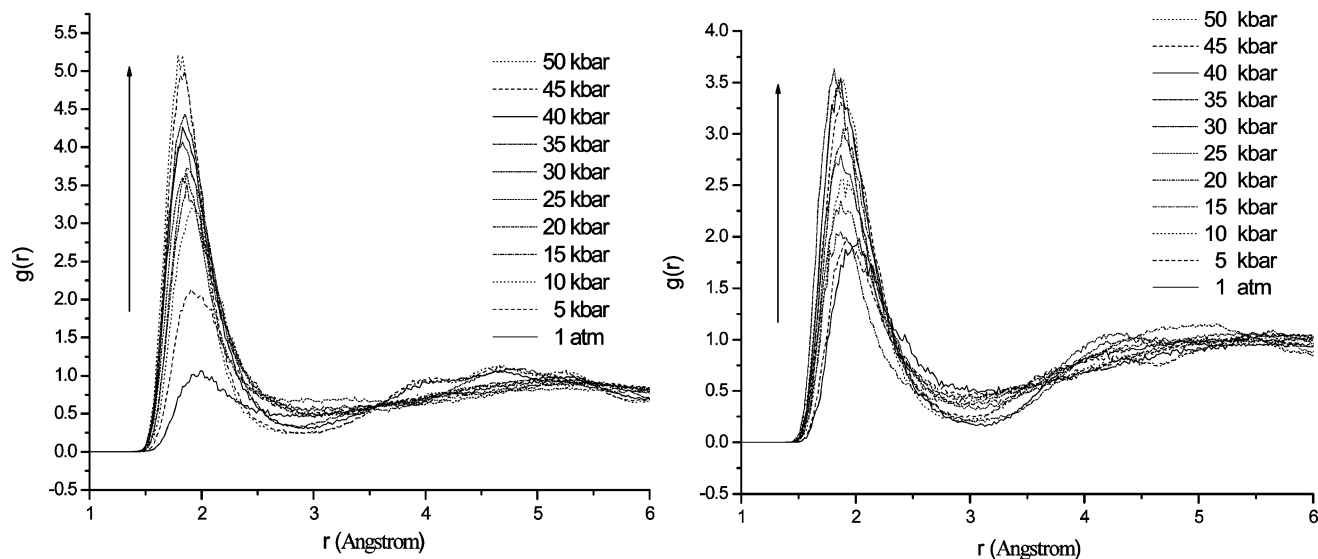 5.5
5.0
4.5
4.0
3.5
3.0
2.5
2.0
1.5
1.0
0.5
0.0
-0.5
g(r)
50 kbar
45 kbar
40 kbar
35 kbar
30 kbar
25 kbar
20 kbar
15 kbar
10 kbar
5 kbar
1 atm
1 2 3 4 5 6
r (Angstrom)
4.0
3.5
3.0
2.5
2.0
1.5
1.0
0.5
0.0
-0.5
g(r)
50 kbar
45 kbar
40 kbar
35 kbar
30 kbar
25 kbar
20 kbar
15 kbar
10 kbar
5 kbar
1 atm
1 2 3 4 5 6
r (Angstrom)